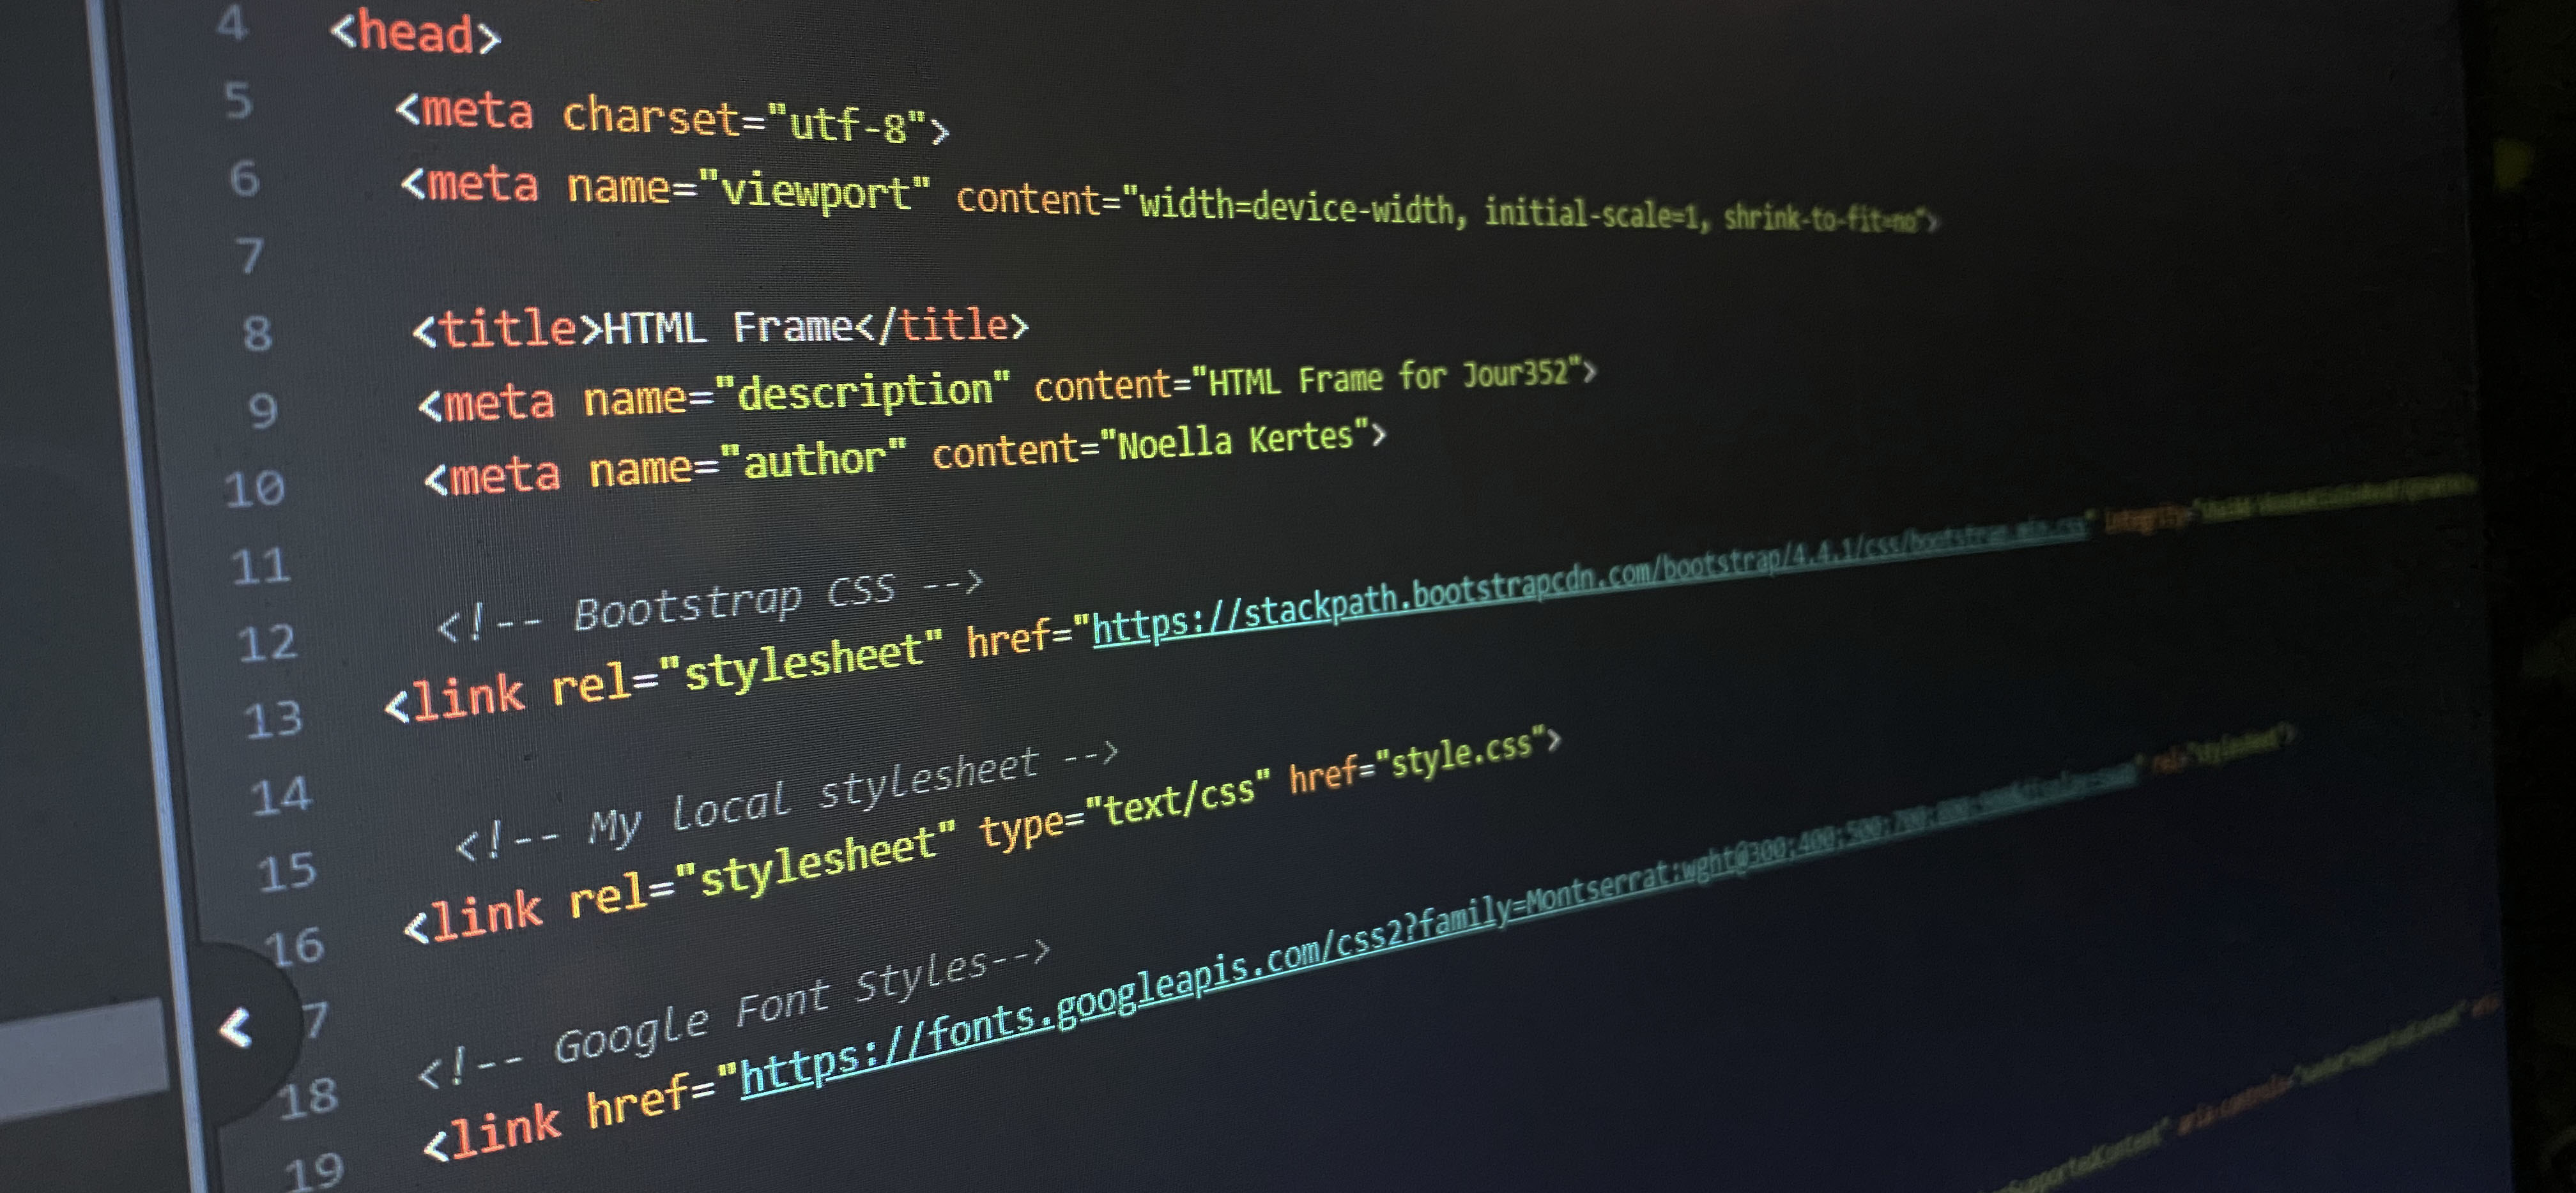 4 <head>
5 <meta charset="utf-8">
6 <meta name="viewport" content="width=device-width, initial-scale=1, shrink-to-fit=no">
7
8 <title>HTML Frame</title>
9 <meta name="description" content="HTML Frame for Jour352">
10 <meta name="author" content="Noella Kertes">
11
12 <!-- Bootstrap CSS -->
13 <link rel="stylesheet" href="https://stackpath.bootstrapcdn.com/bootstrap/4.4.1/css/bootstrap.min.css" integrity=
14
15 <!-- My local stylesheet -->
16 <link rel="stylesheet" type="text/css" href="style.css">
7
18 <!-- Google Font Styles-->
19 <link href="https://fonts.googleapis.com/css2?family=Montserrat:wght@300;400;500;700;800; rel="stylesheet">